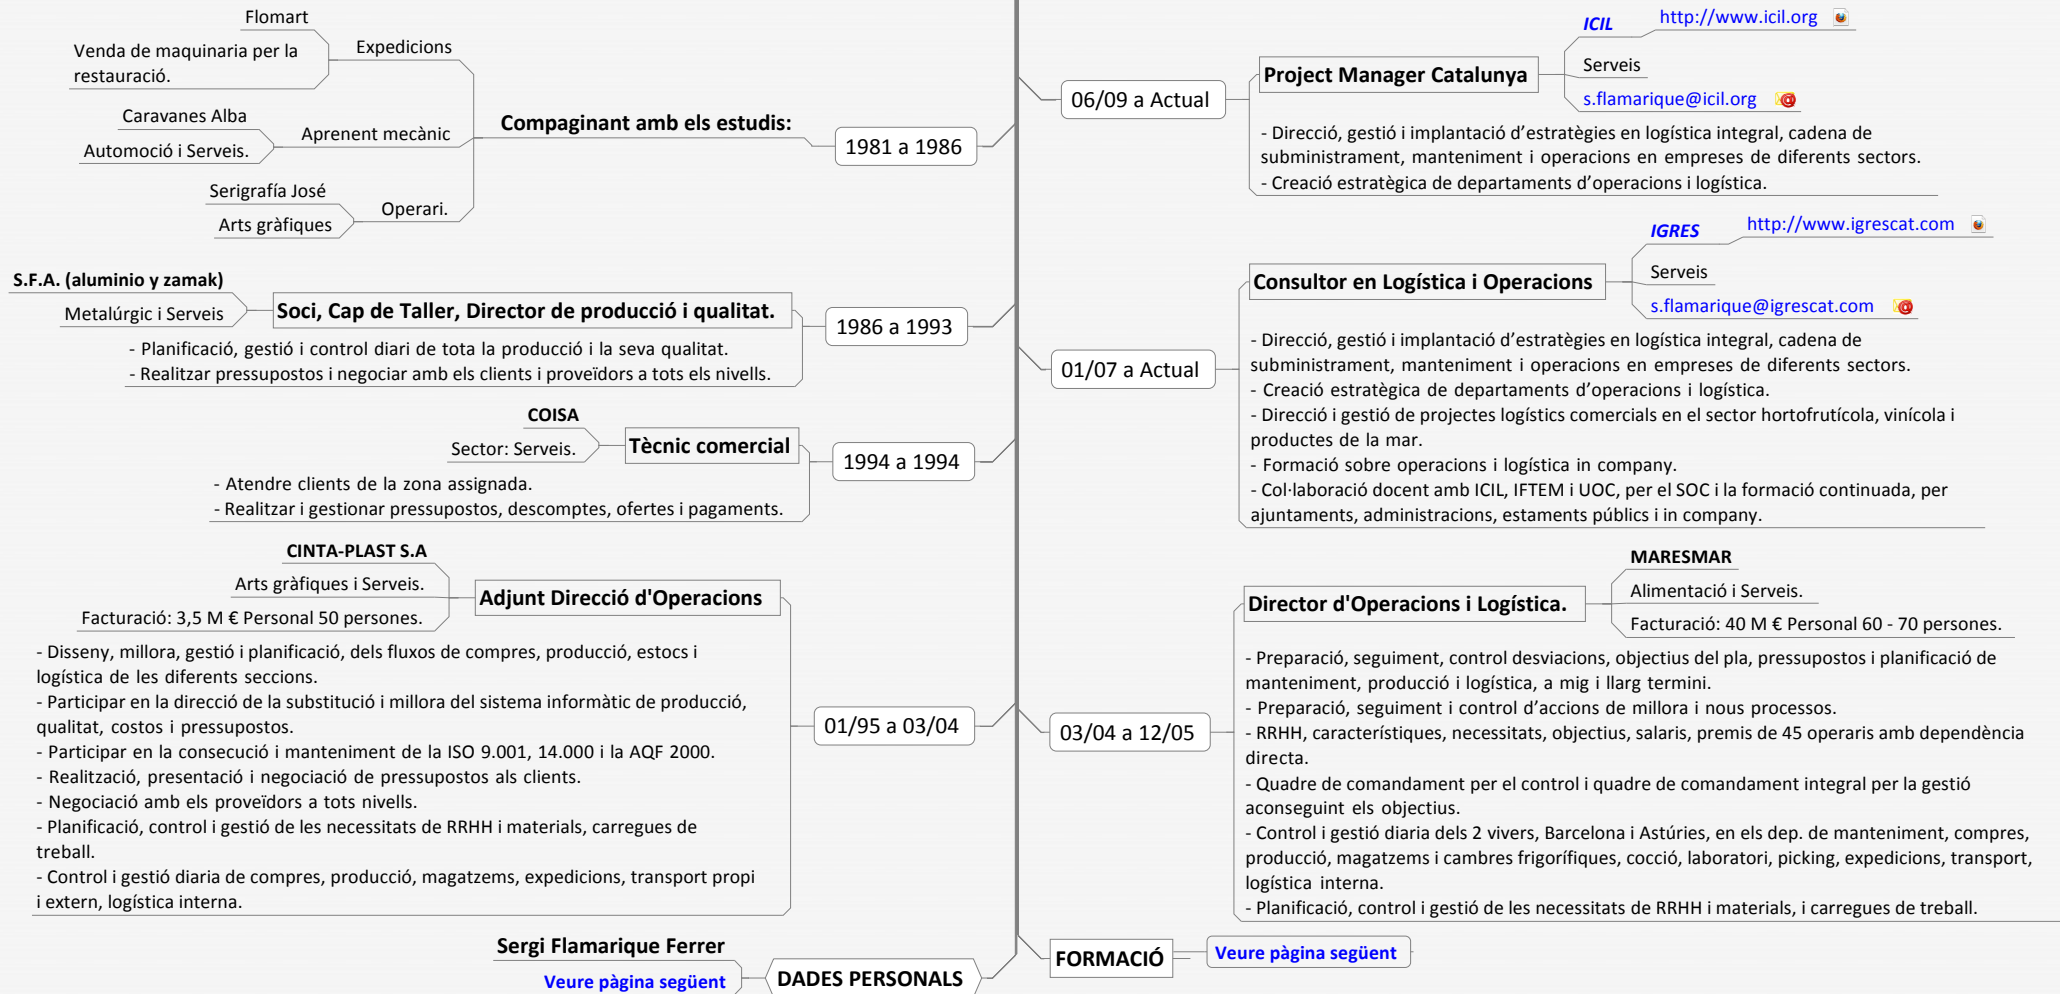 Flomart
Venda de maquinaria per la
restauració.
Expedicions
Caravanes Alba
Automoció i Serveis.
Aprenent mecànic
Serigrafía José
Arts gràfiques
Operari.
Compaginant amb els estudis:
1981 a 1986
S.F.A. (aluminio y zamak)
Metalúrgic i Serveis
Soci, Cap de Taller, Director de producció i qualitat.
- Planificació, gestió i control diari de tota la producció i la seva qualitat.
- Realitzar pressupostos i negociar amb els clients i proveïdors a tots els nivells.
1986 a 1993
COISA
Sector: Serveis.
Tècnic comercial
- Atendre clients de la zona assignada.
- Realitzar i gestionar pressupostos, descomptes, ofertes i pagaments.
1994 a 1994
CINTA-PLAST S.A
Arts gràfiques i Serveis.
Facturació: 3,5 M € Personal 50 persones.
Adjunt Direcció d'Operacions
- Disseny, millora, gestió i planificació, dels fluxos de compres, producció, estocs i
logística de les diferents seccions.
- Participar en la direcció de la substitució i millora del sistema informàtic de producció,
qualitat, costos i pressupostos.
- Participar en la consecució i manteniment de la ISO 9.001, 14.000 i la AQF 2000.
- Realització, presentació i negociació de pressupostos als clients.
- Negociació amb els proveïdors a tots nivells.
- Planificació, control i gestió de les necessitats de RRHH i materials, carregues de
treball.
- Control i gestió diaria de compres, producció, magatzems, expedicions, transport propi
i extern, logística interna.
01/95 a 03/04
Sergi Flamarique Ferrer
Veure pàgina següent
DADES PERSONALS
06/09 a Actual
Project Manager Catalunya
ICIL
http://www.icil.org
Serveis
s.flamarique@icil.org
- Direcció, gestió i implantació d’estratègies en logística integral, cadena de
subministrament, manteniment i operacions en empreses de diferents sectors.
- Creació estratègica de departaments d’operacions i logística.
01/07 a Actual
Consultor en Logística i Operacions
IGRES
http://www.igrescat.com
Serveis
s.flamarique@igrescat.com
- Direcció, gestió i implantació d’estratègies en logística integral, cadena de
subministrament, manteniment i operacions en empreses de diferents sectors.
- Creació estratègica de departaments d’operacions i logística.
- Direcció i gestió de projectes logístics comercials en el sector hortofrutícola, vinícola i
productes de la mar.
- Formació sobre operacions i logística in company.
- Col·laboració docent amb ICIL, IFTEM i UOC, per el SOC i la formació continuada, per
ajuntaments, administracions, estaments públics i in company.
03/04 a 12/05
Director d'Operacions i Logística.
MARESMAR
Alimentació i Serveis.
Facturació: 40 M € Personal 60 - 70 persones.
- Preparació, seguiment, control desviacions, objectius del pla, pressupostos i planificació de
manteniment, producció i logística, a mig i llarg termini.
- Preparació, seguiment i control d’accions de millora i nous processos.
- RRHH, característiques, necessitats, objectius, salaris, premis de 45 operaris amb dependència
directa.
- Quadre de comandament per el control i quadre de comandament integral per la gestió
aconseguint els objectius.
- Control i gestió diaria dels 2 vivers, Barcelona i Astúries, en els dep. de manteniment, compres,
producció, magatzems i cambres frigorífiques, cocció, laboratori, picking, expedicions, transport,
logística interna.
- Planificació, control i gestió de les necessitats de RRHH i materials, i carregues de treball.
FORMACIÓ
Veure pàgina següent